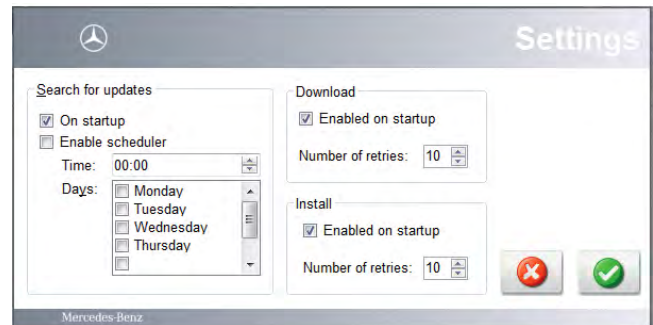 Settings
Search for updates
On startup
Enable scheduler
Time: 00:00
Days: Monday
Tuesday
Wednesday
Thursday
Download
Enabled on startup
Number of retries: 10
Install
Enabled on startup
Number of retries: 10
Mercedes-Benz